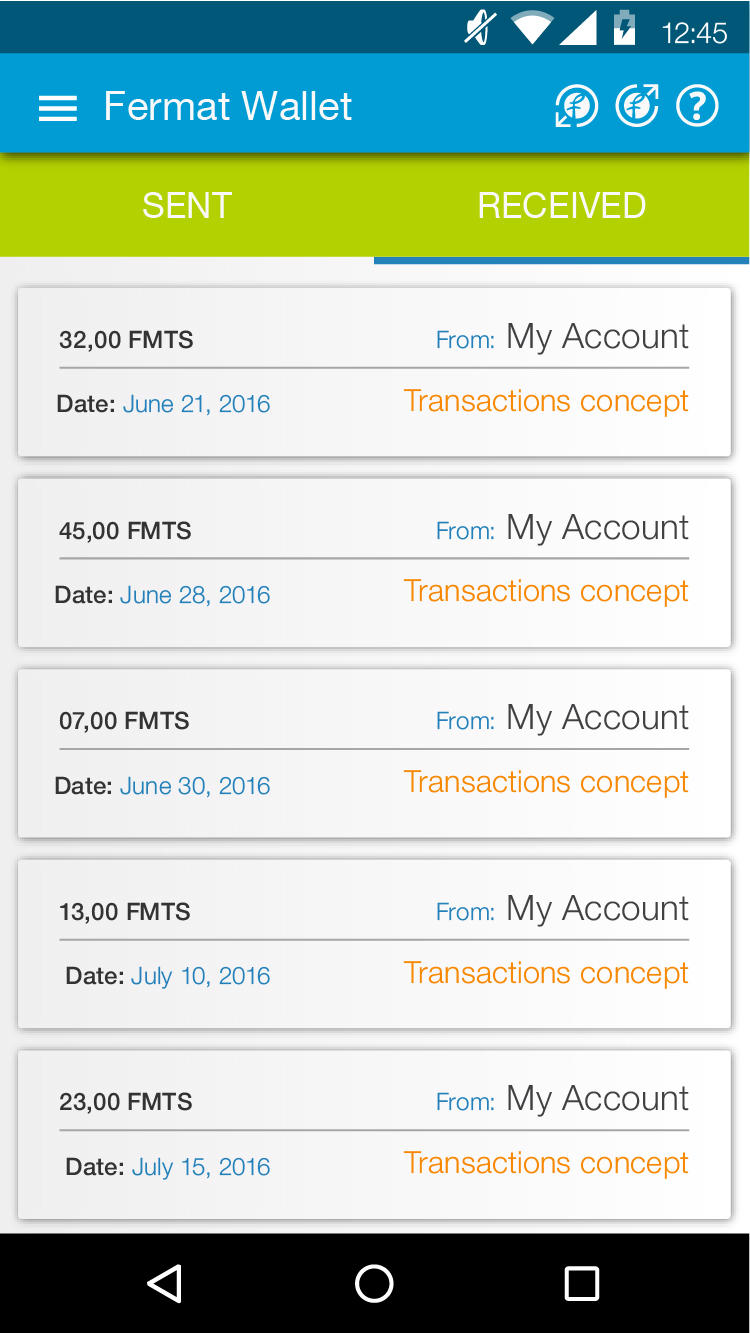 12:45
Fermat Wallet
SENT RECEIVED
32,00 FMTS From: My Account
Date: June 21, 2016 Transactions concept
45,00 FMTS From: My Account
Date: June 28, 2016 Transactions concept
07,00 FMTS From: My Account
Date: June 30, 2016 Transactions concept
13,00 FMTS From: My Account
Date: July 10, 2016 Transactions concept
23,00 FMTS From: My Account
Date: July 15, 2016 Transactions concept